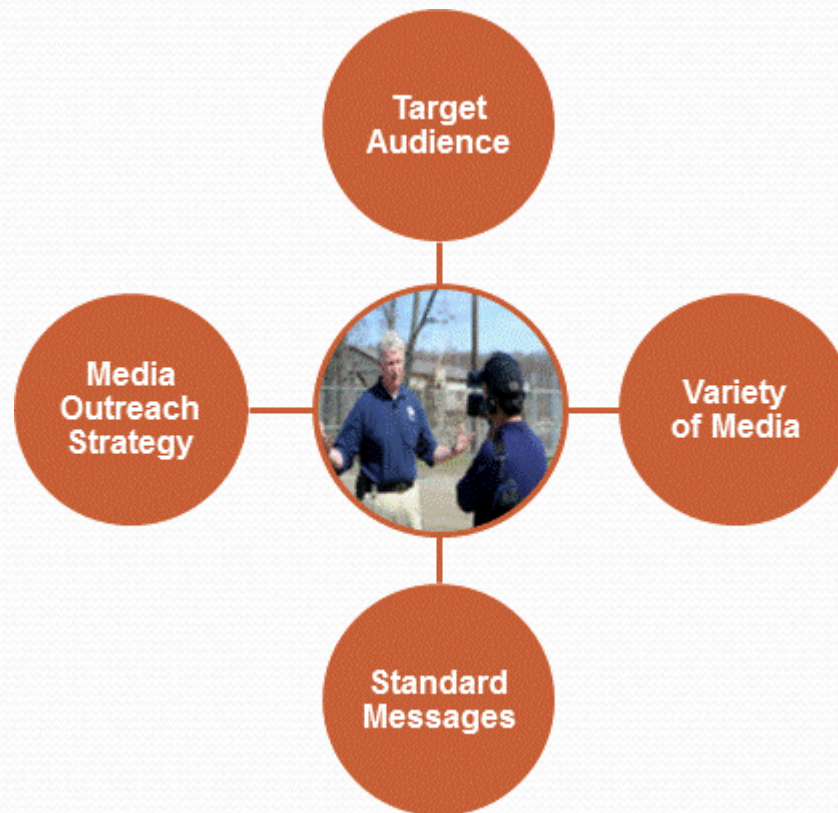 Target
Audience
Media
Outreach
Strategy
Variety
of Media
Standard
Messages